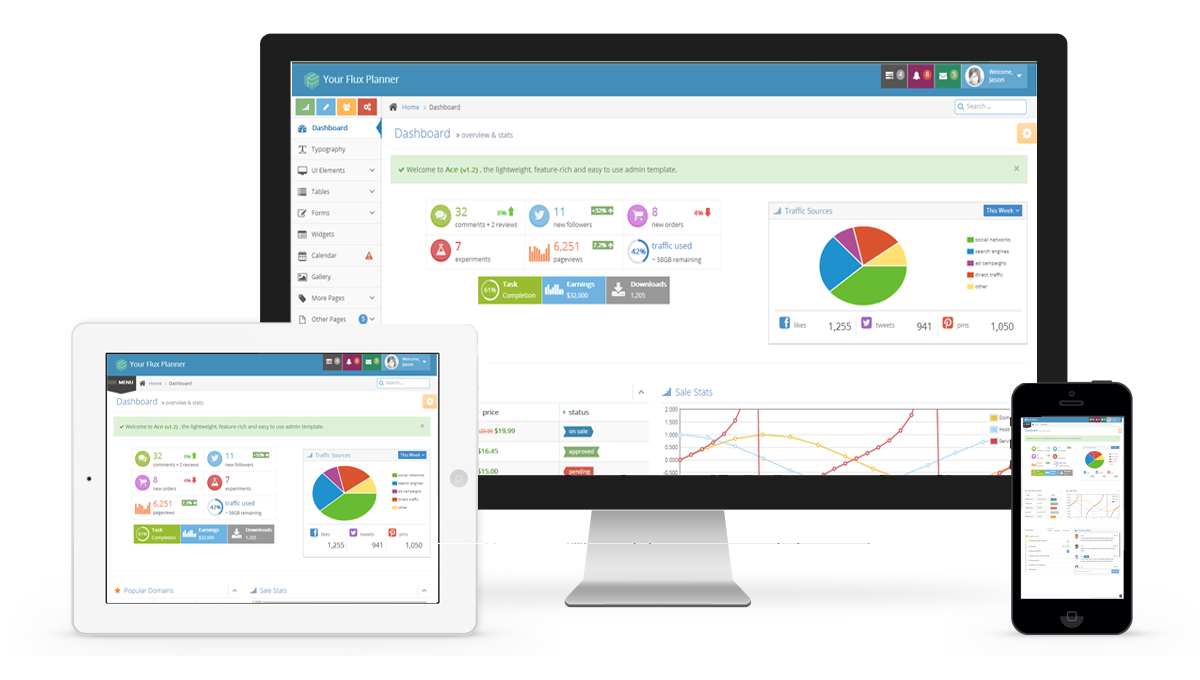 Your Flux Planner
4 8 5 Welcome, Jason
Home > Dashboard
Search ...
Dashboard
Typography
UI Elements
Tables
Forms
Widgets
Calendar
Gallery
More Pages
Other Pages 5
Dashboard » overview & stats
Welcome to Ace (v1.2) , the lightweight, feature-rich and easy to use admin template. ×
32 8%
comments + 2 reviews
11 +32%
new followers
8 4%
new orders
7
experiments
6,251 7.2%
pageviews
42% traffic used
~ 58GB remaining
61% Task
Completion
Earnings
$32,000
Downloads
1,205
Traffic Sources This Week
social networks
search engines
ad campaigns
direct traffic
other
likes 1,255 tweets 941 pins 1,050
price status
$29.99 $19.99 on sale
$16.45 approved
$15.00 pending
Sale Stats
2.000
1.500
1.000
0.500
0.000
-0.500
Dom
Host
Serv
Your Flux Planner
4 8 5 Welcome, Jason
MENU Home > Dashboard
Search ...
Dashboard » overview & stats
Welcome to Ace (v1.2) , the lightweight, feature-rich and easy to use admin template. ×
32 8%
comments + 2 reviews
11 +32%
new followers
8 4%
new orders
7
experiments
6,251 7.2%
pageviews
42% traffic used
~ 58GB remaining
61% Task
Completion
Earnings
$32,000
Downloads
1,205
Traffic Sources This Week
social networks
search engines
ad campaigns
direct traffic
other
likes 1,255 tweets 941 pins 1,050
Popular Domains
Sale Stats